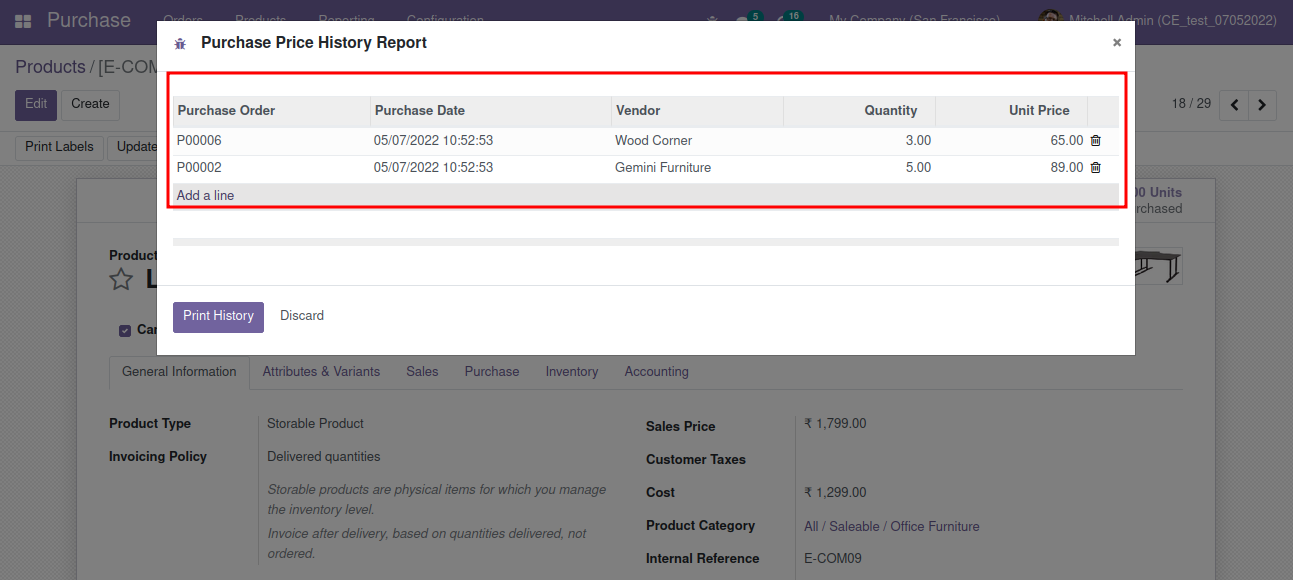 Purchase Orders Products Reporting Configuration 5 16 My Company (San Francisco) Mitchell Admin (CE_test_07052022)
Purchase Price History Report ×
Products / [E-COM
Edit Create 18 / 29
Print Labels Update
Purchase Order Purchase Date Vendor Quantity Unit Price
P00006 05/07/2022 10:52:53 Wood Corner 3.00 65.00
P00002 05/07/2022 10:52:53 Gemini Furniture 5.00 89.00
Add a line
00 Units
rchased
Product
L
Print History Discard
Can
General Information Attributes & Variants Sales Purchase Inventory Accounting
Product Type Storable Product
Invoicing Policy Delivered quantities
Storable products are physical items for which you manage
the inventory level.
Invoice after delivery, based on quantities delivered, not
ordered.
Sales Price ₹ 1,799.00
Customer Taxes
Cost ₹ 1,299.00
Product Category All / Saleable / Office Furniture
Internal Reference E-COM09